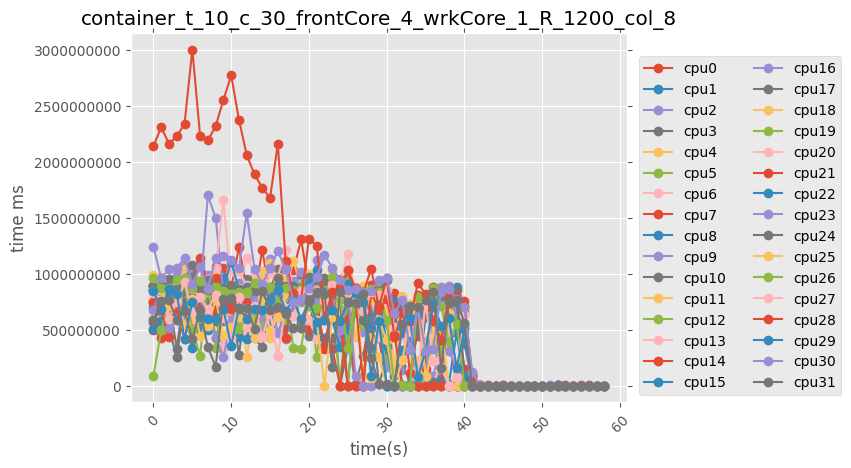 container_t_10_c_30_frontCore_4_wrkCore_1_R_1200_col_8
3000000000
2500000000
2000000000
1500000000
1000000000
500000000
0
time ms
0
10
20
30
40
50
60
time(s)
cpu0
cpu1
cpu2
cpu3
cpu4
cpu5
cpu6
cpu7
cpu8
cpu9
cpu10
cpu11
cpu12
cpu13
cpu14
cpu15
cpu16
cpu17
cpu18
cpu19
cpu20
cpu21
cpu22
cpu23
cpu24
cpu25
cpu26
cpu27
cpu28
cpu29
cpu30
cpu31